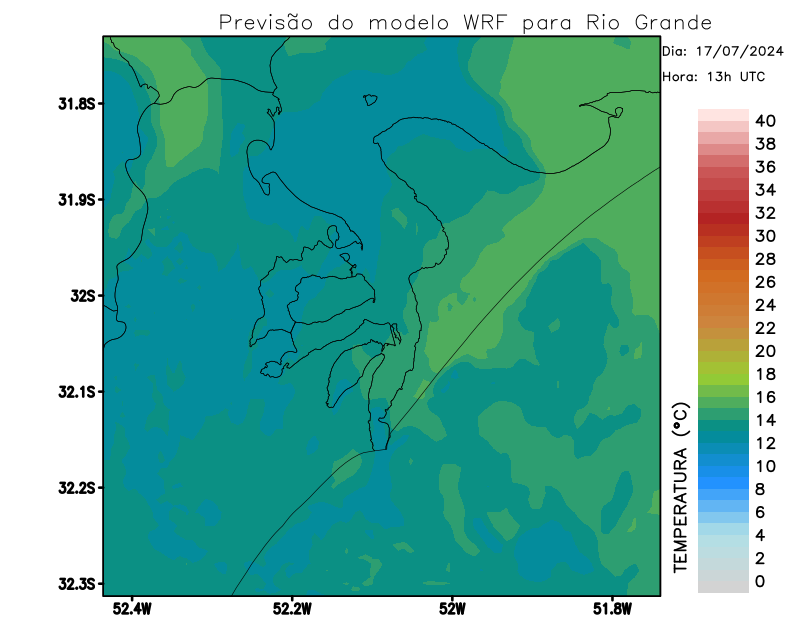 Previsão do modelo WRF para Rio Grande
Dia: 17/07/2024
Hora: 13h UTC
31.8S
31.9S
32S
32.1S
32.2S
32.3S
52.4W
52.2W
52W
51.8W
TEMPERATURA (°C)
40
38
36
34
32
30
28
26
24
22
20
18
16
14
12
10
8
6
4
2
0